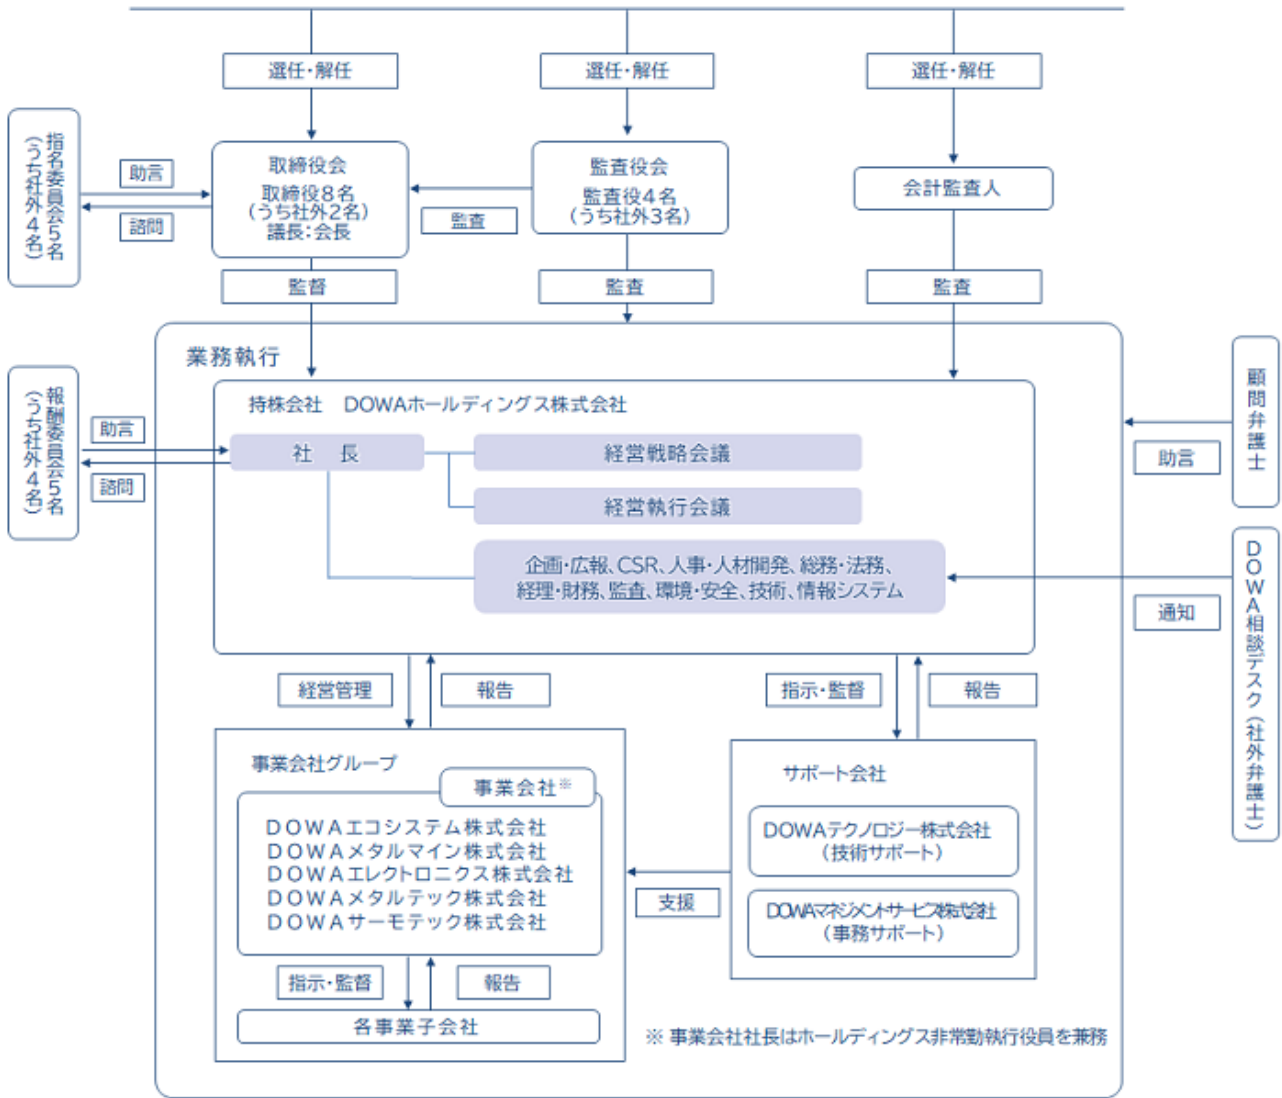 選任・解任
選任・解任
選任・解任
指名委員会5名
(うち社外4名)
助言
諮問
取締役会
取締役8名
(うち社外2名)
議長:会長
監査
監査役会
監査役4名
(うち社外3名)
会計監査人
監督
監査
監査
業務執行
持株会社 DOWAホールディングス株式会社
報酬委員会5名
(うち社外4名)
助言
諮問
社 長
経営戦略会議
経営執行会議
企画・広報、CSR、人事・人材開発、総務・法務、
経理・財務、監査、環境・安全、技術、情報システム
顧問弁護士
助言
DOWA相談デスク(社外弁護士)
通知
経営管理
報告
指示・監督
報告
事業会社グループ
事業会社※
DOWAエコシステム株式会社
DOWAメタルマイン株式会社
DOWAエレクトロニクス株式会社
DOWAメタルテック株式会社
DOWAサーモテック株式会社
支援
サポート会社
DOWAテクノロジー株式会社
(技術サポート)
DOWAマネジメントサービス株式会社
(事務サポート)
指示・監督
報告
各事業子会社
※ 事業会社社長はホールディングス非常勤執行役員を兼務